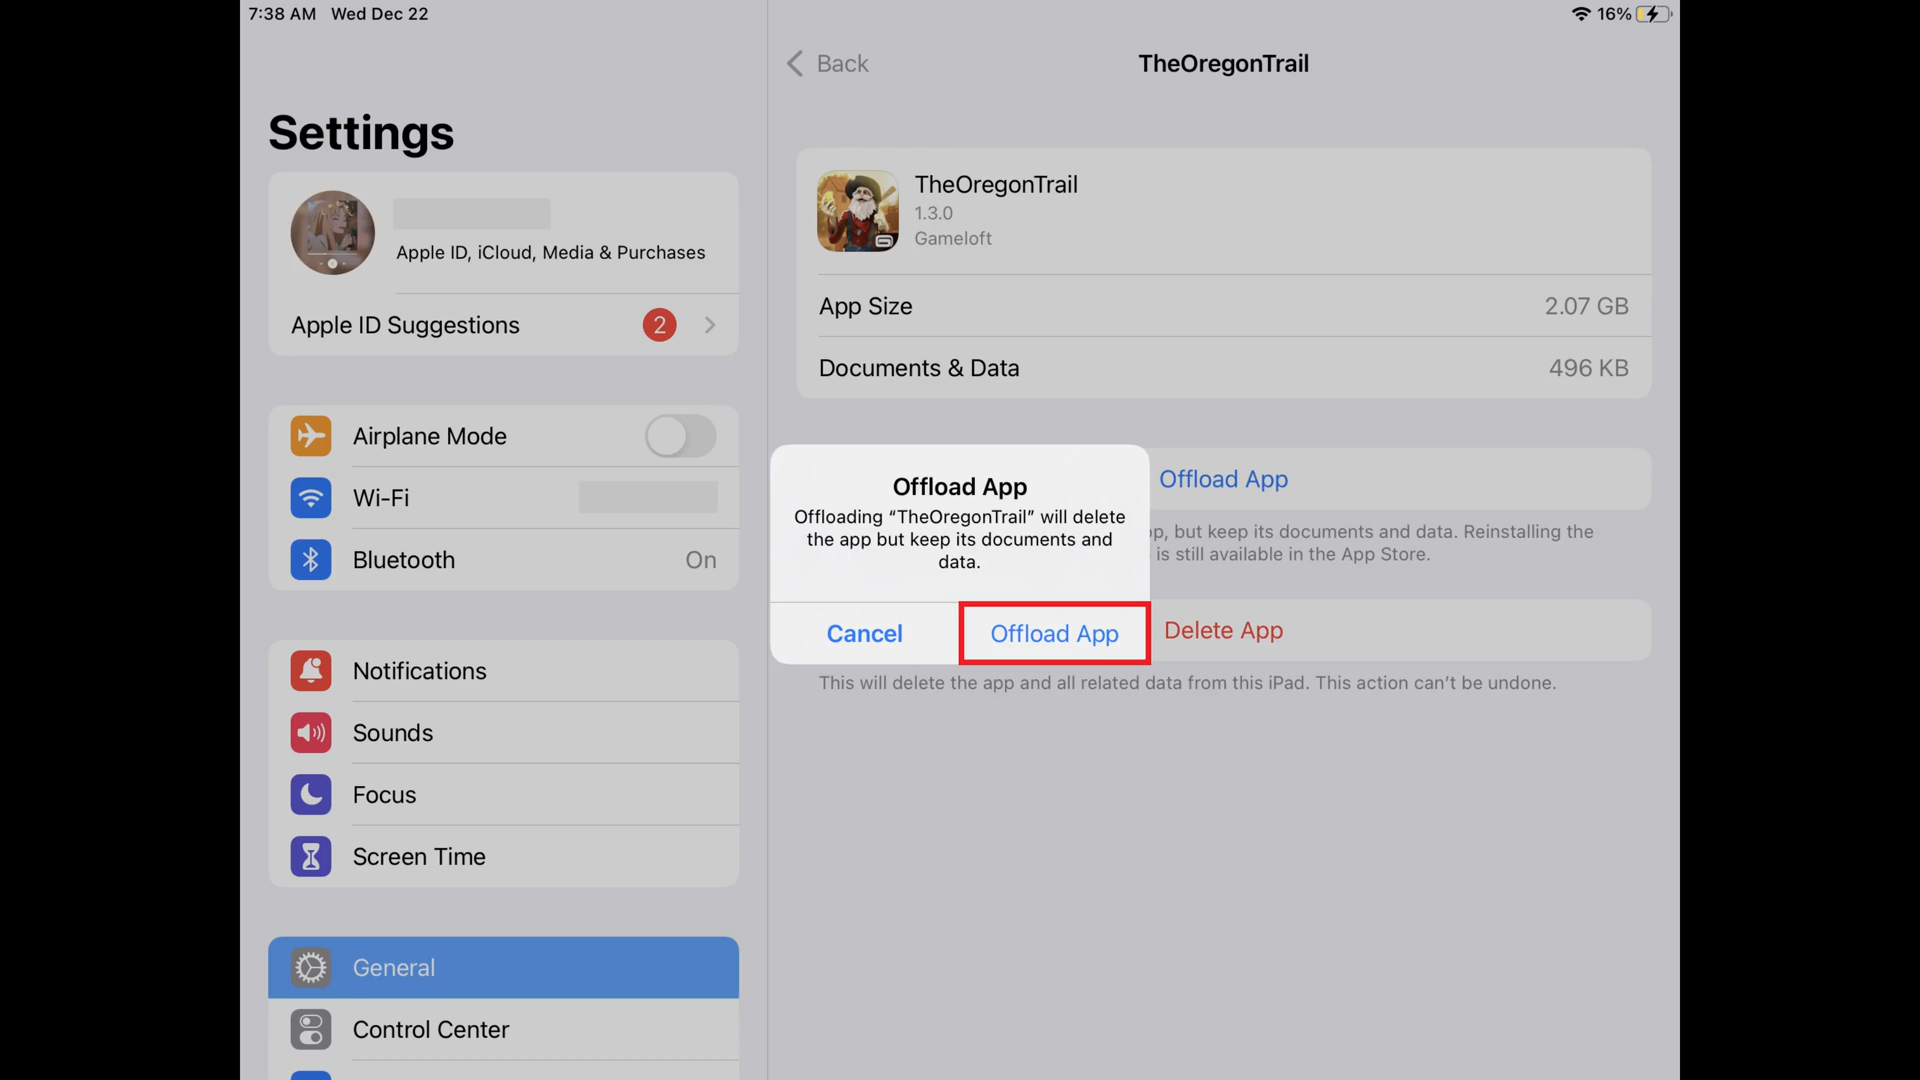 7:38 AM Wed Dec 22
16%
Settings
Apple ID, iCloud, Media & Purchases
Apple ID Suggestions 2
Airplane Mode
Wi-Fi
Bluetooth On
Notifications
Sounds
Focus
Screen Time
General
Control Center
Back TheOregonTrail
TheOregonTrail
1.3.0
Gameloft
App Size 2.07 GB
Documents & Data 496 KB
Offload App
but keep its documents and data. Reinstalling the
is still available in the App Store.
Offload App
Offloading “TheOregonTrail” will delete
the app but keep its documents and
data.
Cancel Offload App
Delete App
This will delete the app and all related data from this iPad. This action can’t be undone.